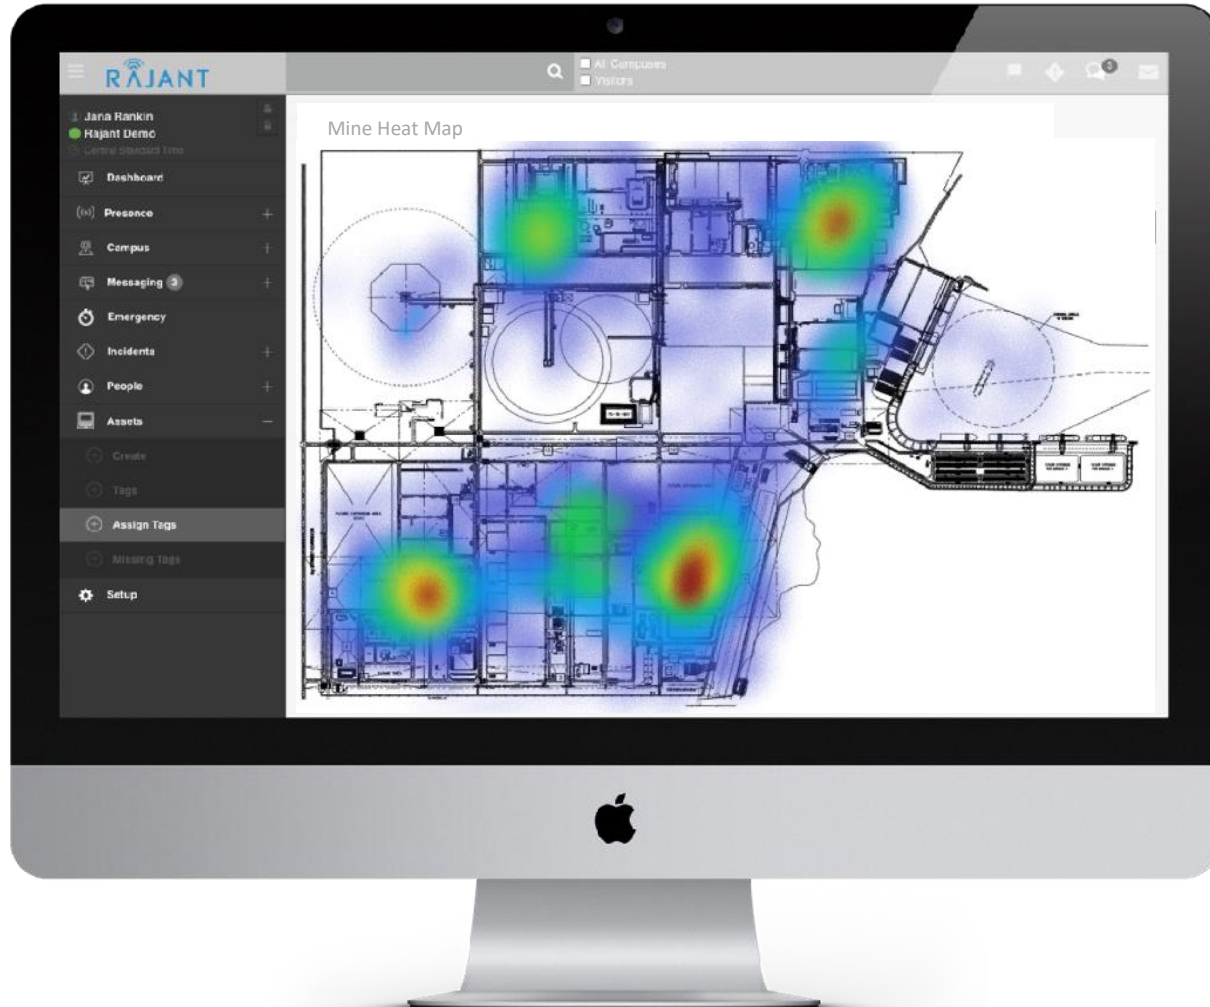 RAJANT
All Campuses
Visitors
3
Jana Rankin
Rajant Demo
Central Standard Time
Dashboard
Presence
Campus
Messaging 3
Emergency
Incidents
People
Assets
Create
Tags
Assign Tags
Missing Tags
Setup
Mine Heat Map